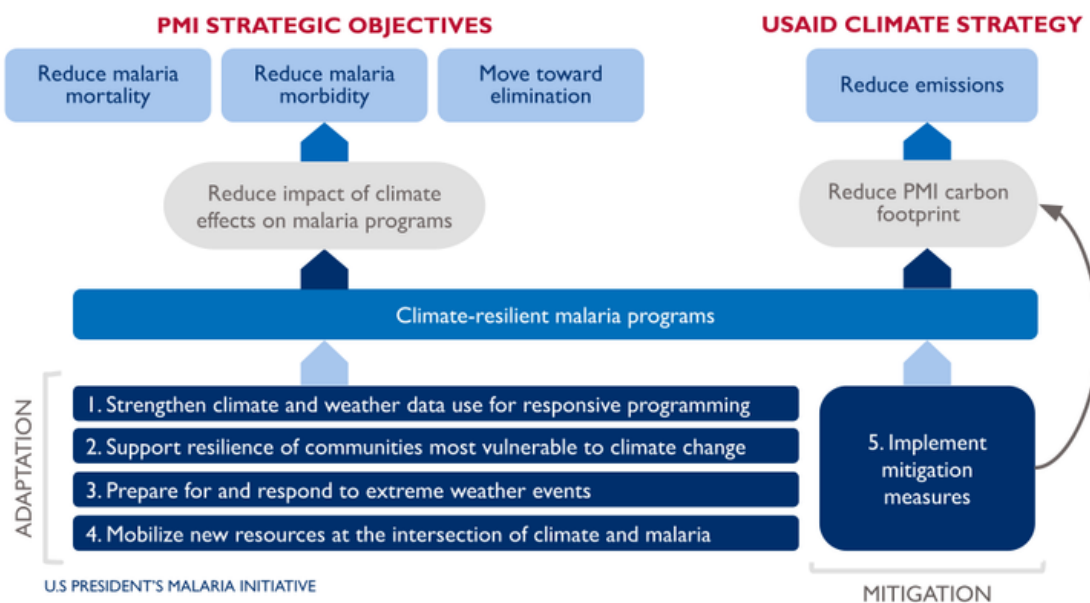 PMI STRATEGIC OBJECTIVES
USAID CLIMATE STRATEGY
Reduce malaria
mortality
Reduce malaria
morbidity
Move toward
elimination
Reduce emissions
Reduce impact of climate
effects on malaria programs
Reduce PMI carbon
footprint
Climate-resilient malaria programs
ADAPTATION
1. Strengthen climate and weather data use for responsive programming
2. Support resilience of communities most vulnerable to climate change
3. Prepare for and respond to extreme weather events
4. Mobilize new resources at the intersection of climate and malaria
5. Implement
mitigation
measures
U.S PRESIDENT'S MALARIA INITIATIVE
MITIGATION